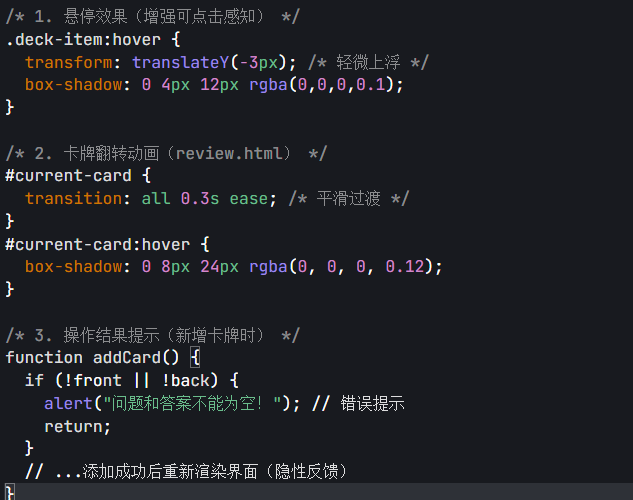 /* 1. 悬停效果（增强可点击感知） */
.deck-item:hover {
  transform: translateY(-3px); /* 轻微上浮 */
  box-shadow: 0 4px 12px rgba(0,0,0,0.1);
}

/* 2. 卡牌翻转动画（review.html） */
#current-card {
  transition: all 0.3s ease; /* 平滑过渡 */
}
#current-card:hover {
  box-shadow: 0 8px 24px rgba(0, 0, 0, 0.12);
}

/* 3. 操作结果提示（新增卡牌时） */
function addCard() {
  if (!front || !back) {
    alert("问题和答案不能为空！"); // 错误提示
    return;
  }
  // ...添加成功后重新渲染界面（隐性反馈）
}